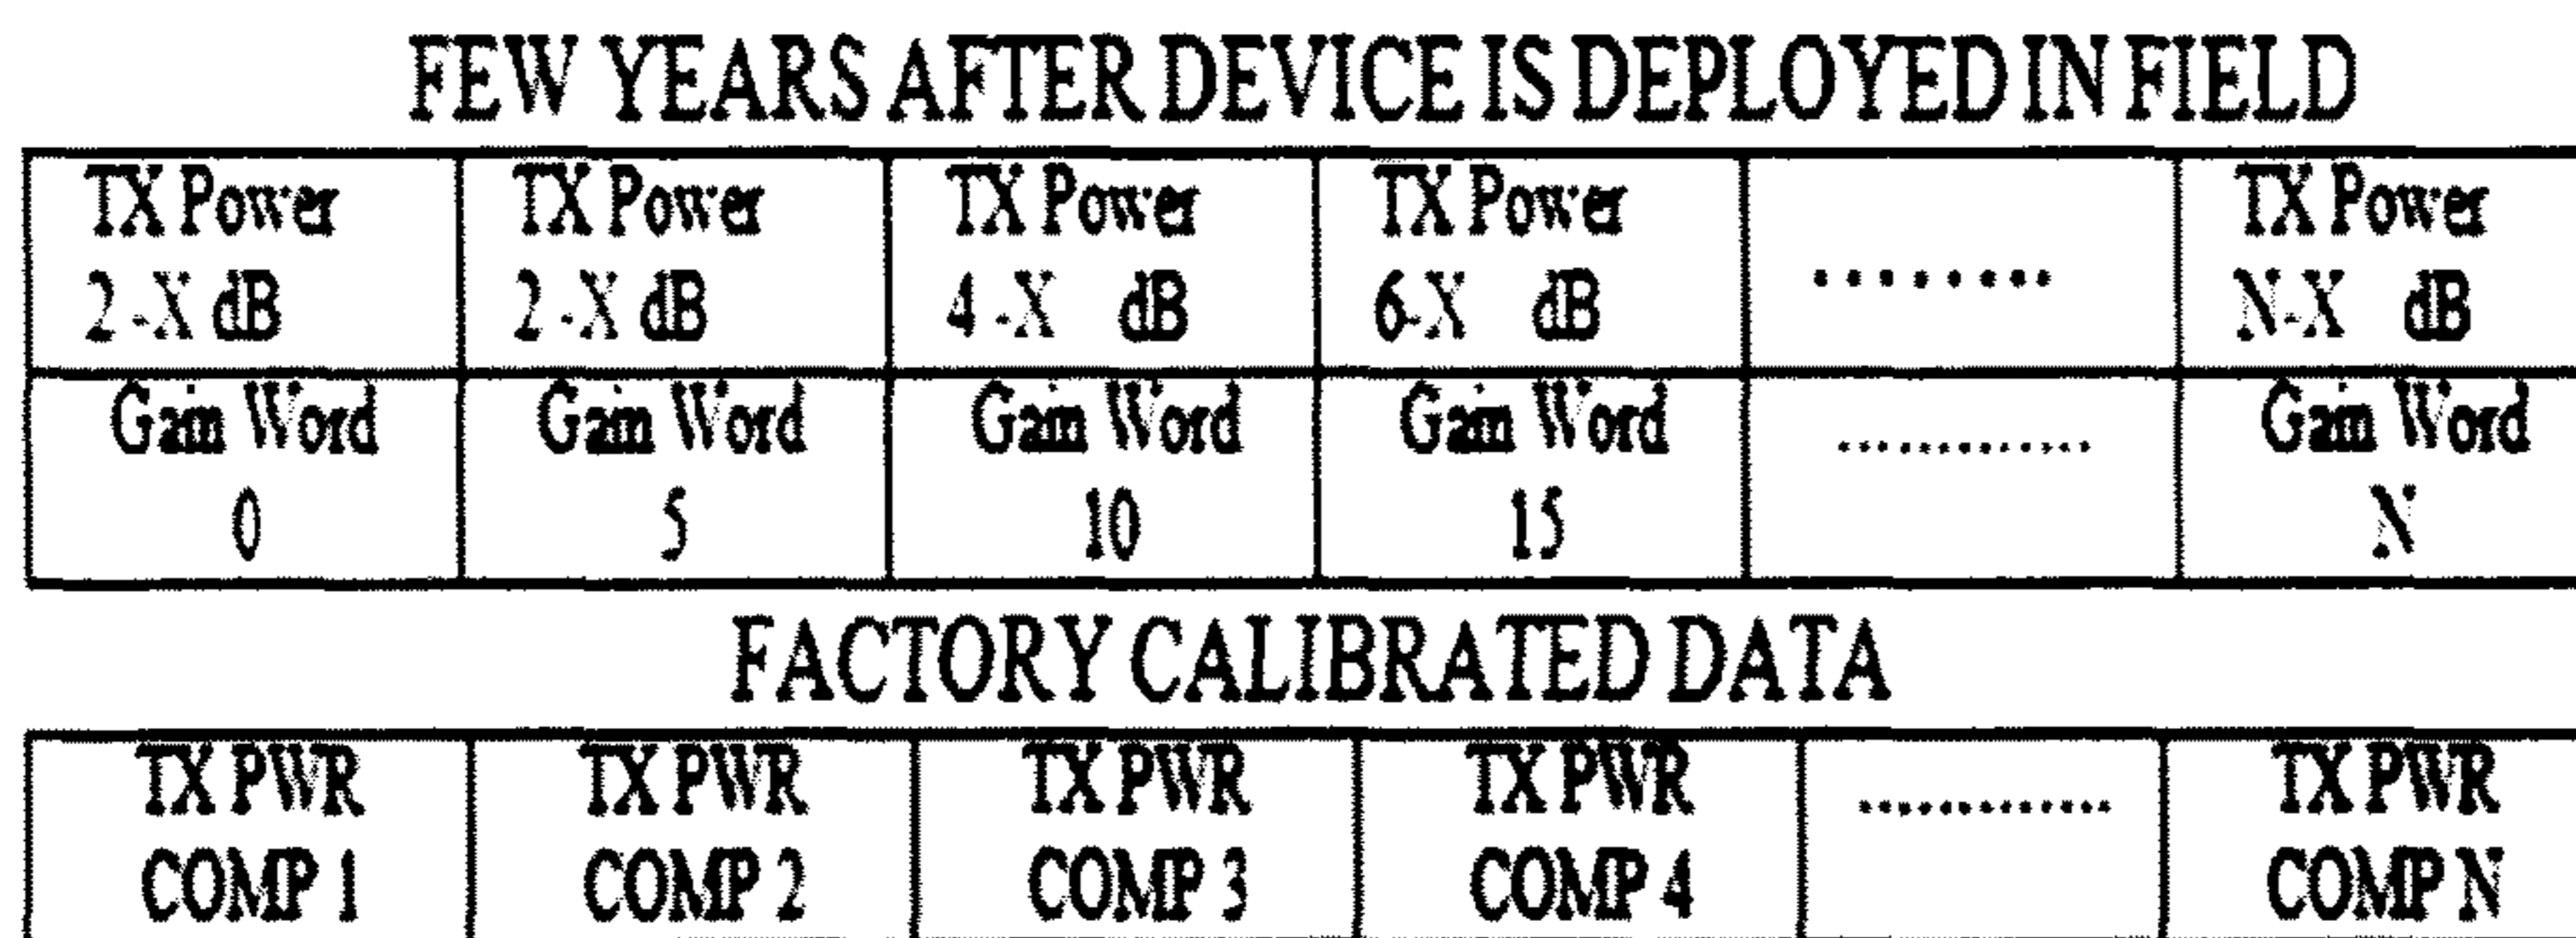 FEW YEARS AFTER DEVICE IS DEPLOYED IN FIELD
TX Power TX Power TX Power TX Power TX Power
2 -X dB 2 -X dB 4 -X dB 6-X dB ........ N-X dB
Gain Word Gain Word Gain Word Gain Word ............. Gain Word
0 5 10 15 N
FACTORY CALIBRATED DATA
TX PWR TX PWR TX PWR TX PWR ............. TX PWR
COMP 1 COMP 2 COMP 3 COMP 4 COMP N